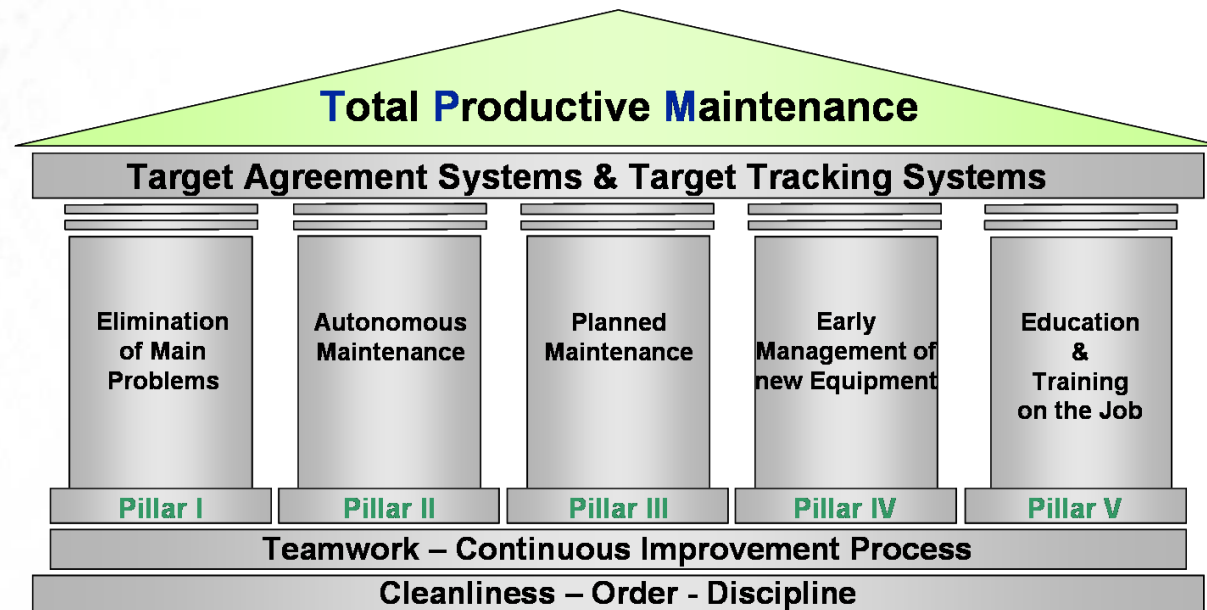 Total Productive Maintenance
Target Agreement Systems & Target Tracking Systems
Elimination
of Main
Problems
Autonomous
Maintenance
Planned
Maintenance
Early
Management of
new Equipment
Education
&
Training
on the Job
Pillar I
Pillar II
Pillar III
Pillar IV
Pillar V
Teamwork – Continuous Improvement Process
Cleanliness – Order - Discipline